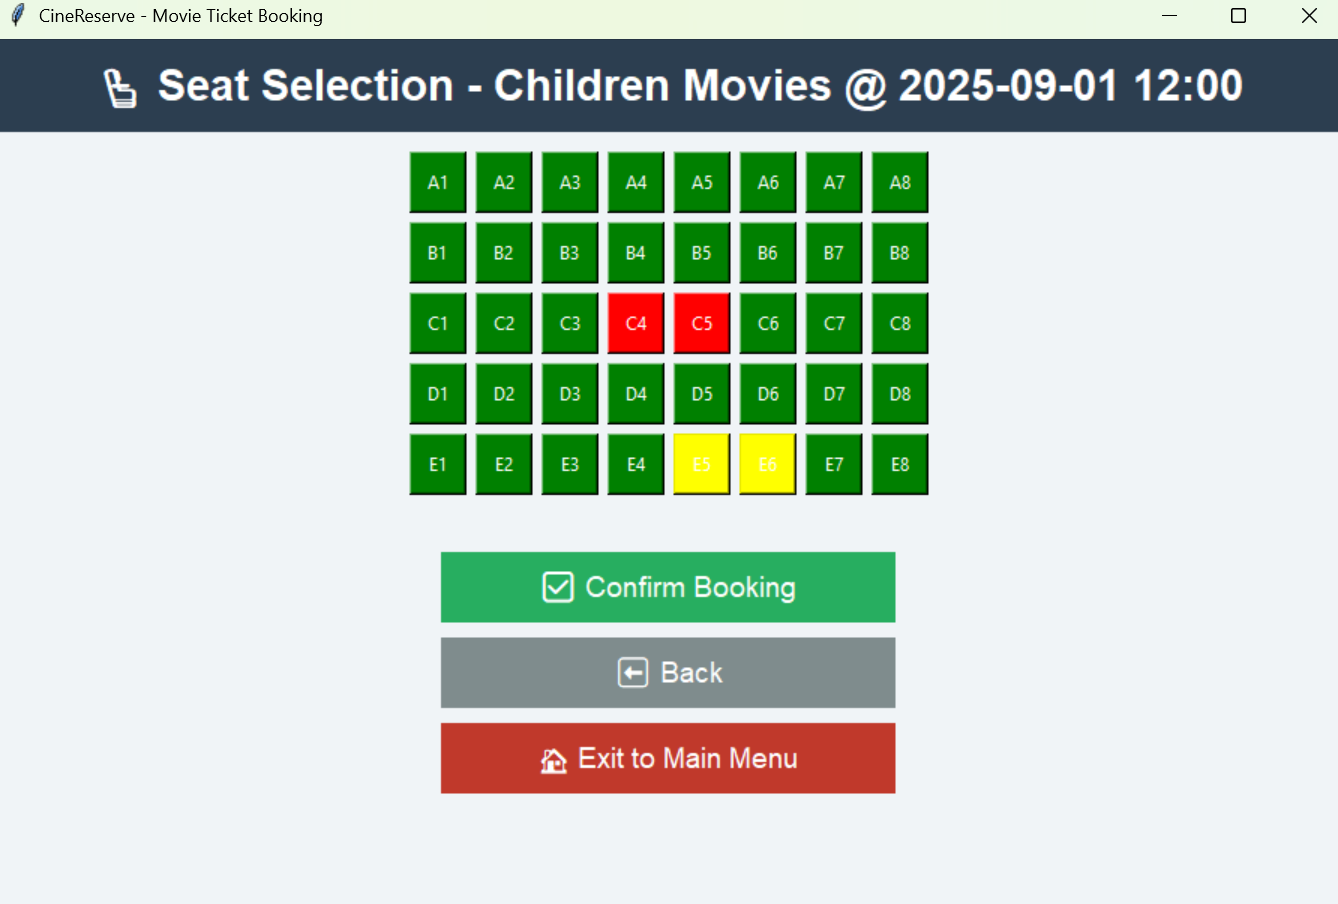 CineReserve - Movie Ticket Booking
Seat Selection - Children Movies @ 2025-09-01 12:00
A1 A2 A3 A4 A5 A6 A7 A8
B1 B2 B3 B4 B5 B6 B7 B8
C1 C2 C3 C4 C5 C6 C7 C8
D1 D2 D3 D4 D5 D6 D7 D8
E1 E2 E3 E4 E5 E6 E7 E8
Confirm Booking
Back
Exit to Main Menu